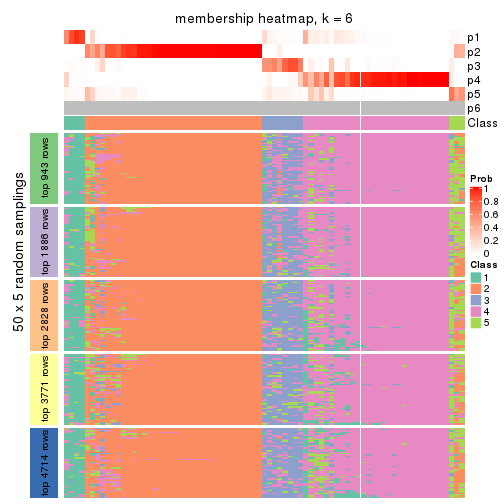 membership heatmap, k = 6
p1
p2
p3
p4
p5
p6
Class
50 x 5 random samplings
top 943 rows
top 1886 rows
top 2828 rows
top 3771 rows
top 4714 rows
Prob
1
0.8
0.6
0.4
0.2
0
Class
1
2
3
4
5